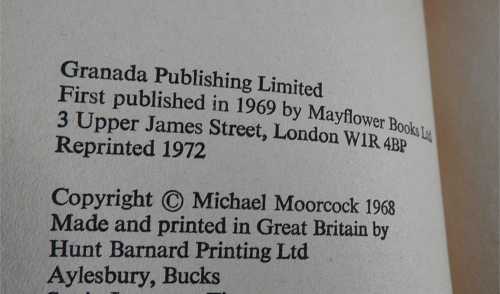 Granada Publishing Limited
First published in 1969 by Mayflower Books Ltd
3 Upper James Street, London W1R 4BP
Reprinted 1972
Copyright © Michael Moorcock 1968
Made and printed in Great Britain by
Hunt Barnard Printing Ltd
Aylesbury, Bucks